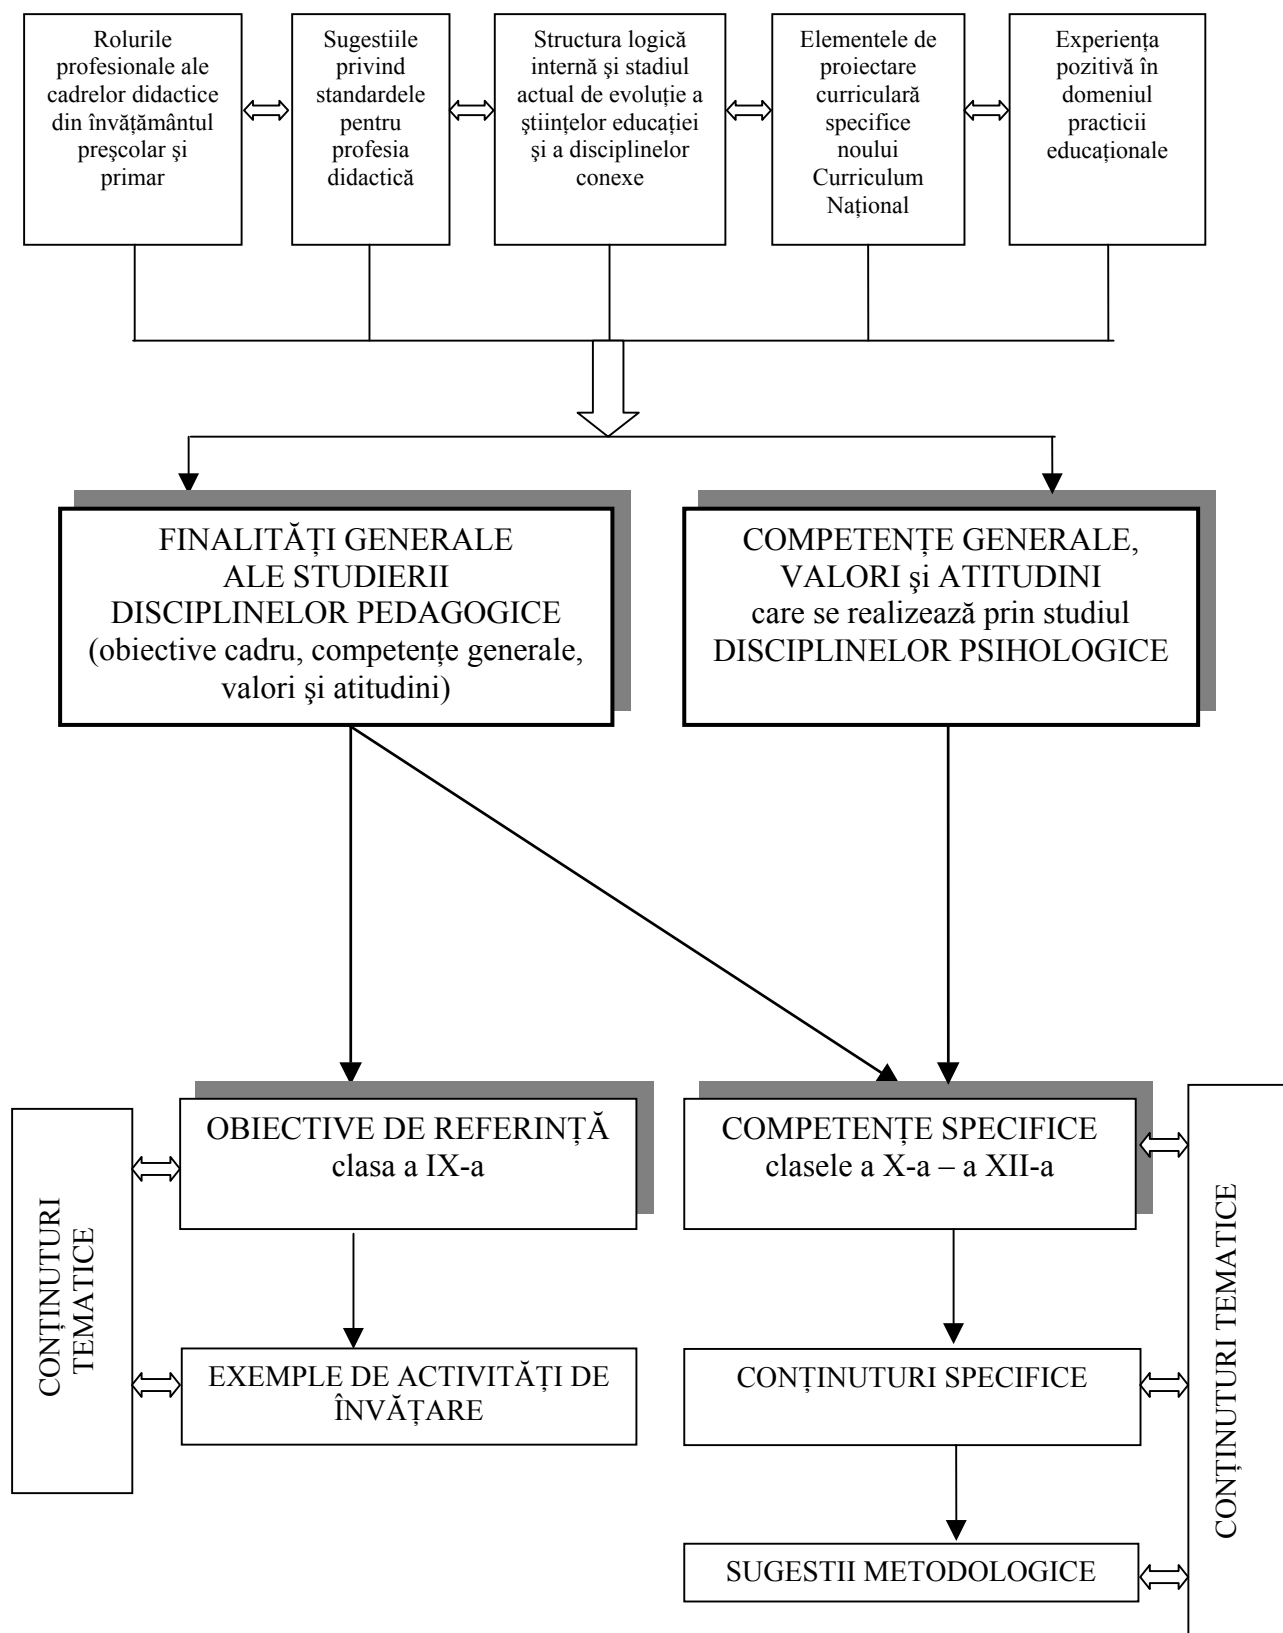 Rolurile
profesionale ale
cadrelor didactice
din învăţământul
preşcolar şi
primar
Sugestiile
privind
standardele
pentru
profesia
didactică
Structura logică
internă şi stadiul
actual de evoluţie a
ştiinţelor educaţiei
şi a disciplinelor
conexe
Elementele de
proiectare
curriculară
specifice
noului
Curriculum
Naţional
Experienţa
pozitivă în
domeniul
practicii
educaţionale
FINALITĂŢI GENERALE
ALE STUDIERII
DISCIPLINELOR PEDAGOGICE
(obiective cadru, competenţe generale,
valori şi atitudini)
COMPETENŢE GENERALE,
VALORI şi ATITUDINI
care se realizează prin studiul
DISCIPLINELOR PSIHOLOGICE
CONŢINUTURI
TEMATICE
OBIECTIVE DE REFERINŢĂ
clasa a IX-a
COMPETENŢE SPECIFICE
clasele a X-a – a XII-a
CONŢINUTURI TEMATICE
EXEMPLE DE ACTIVITĂŢI DE
ÎNVĂŢARE
CONŢINUTURI SPECIFICE
SUGESTII METODOLOGICE